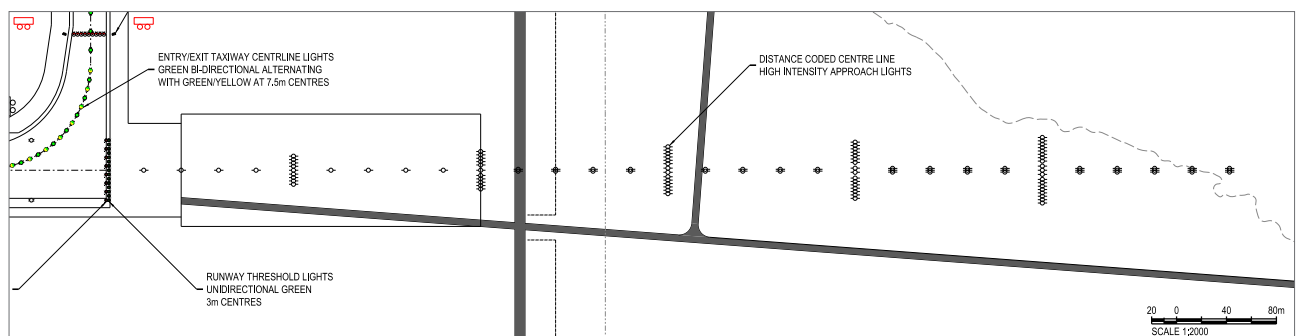 ENTRY/EXIT TAXIWAY CENTRLINE LIGHTS
GREEN BI-DIRECTIONAL ALTERNATING
WITH GREEN/YELLOW AT 7.5m CENTRES
DISTANCE CODED CENTRE LINE
HIGH INTENSITY APPROACH LIGHTS
RUNWAY THRESHOLD LIGHTS
UNIDIRECTIONAL GREEN
3m CENTRES
20 0 40 80m
SCALE 1:2000